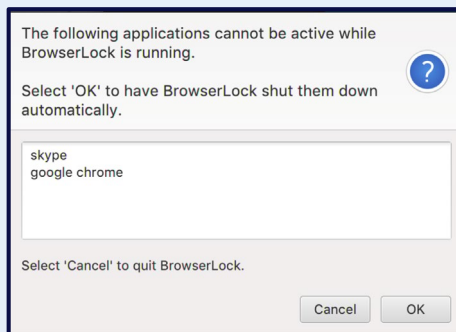 The following applications cannot be active while
BrowserLock is running.
Select 'OK' to have BrowserLock shut them down
automatically.
?
skype
google chrome
Select 'Cancel' to quit BrowserLock.
Cancel OK